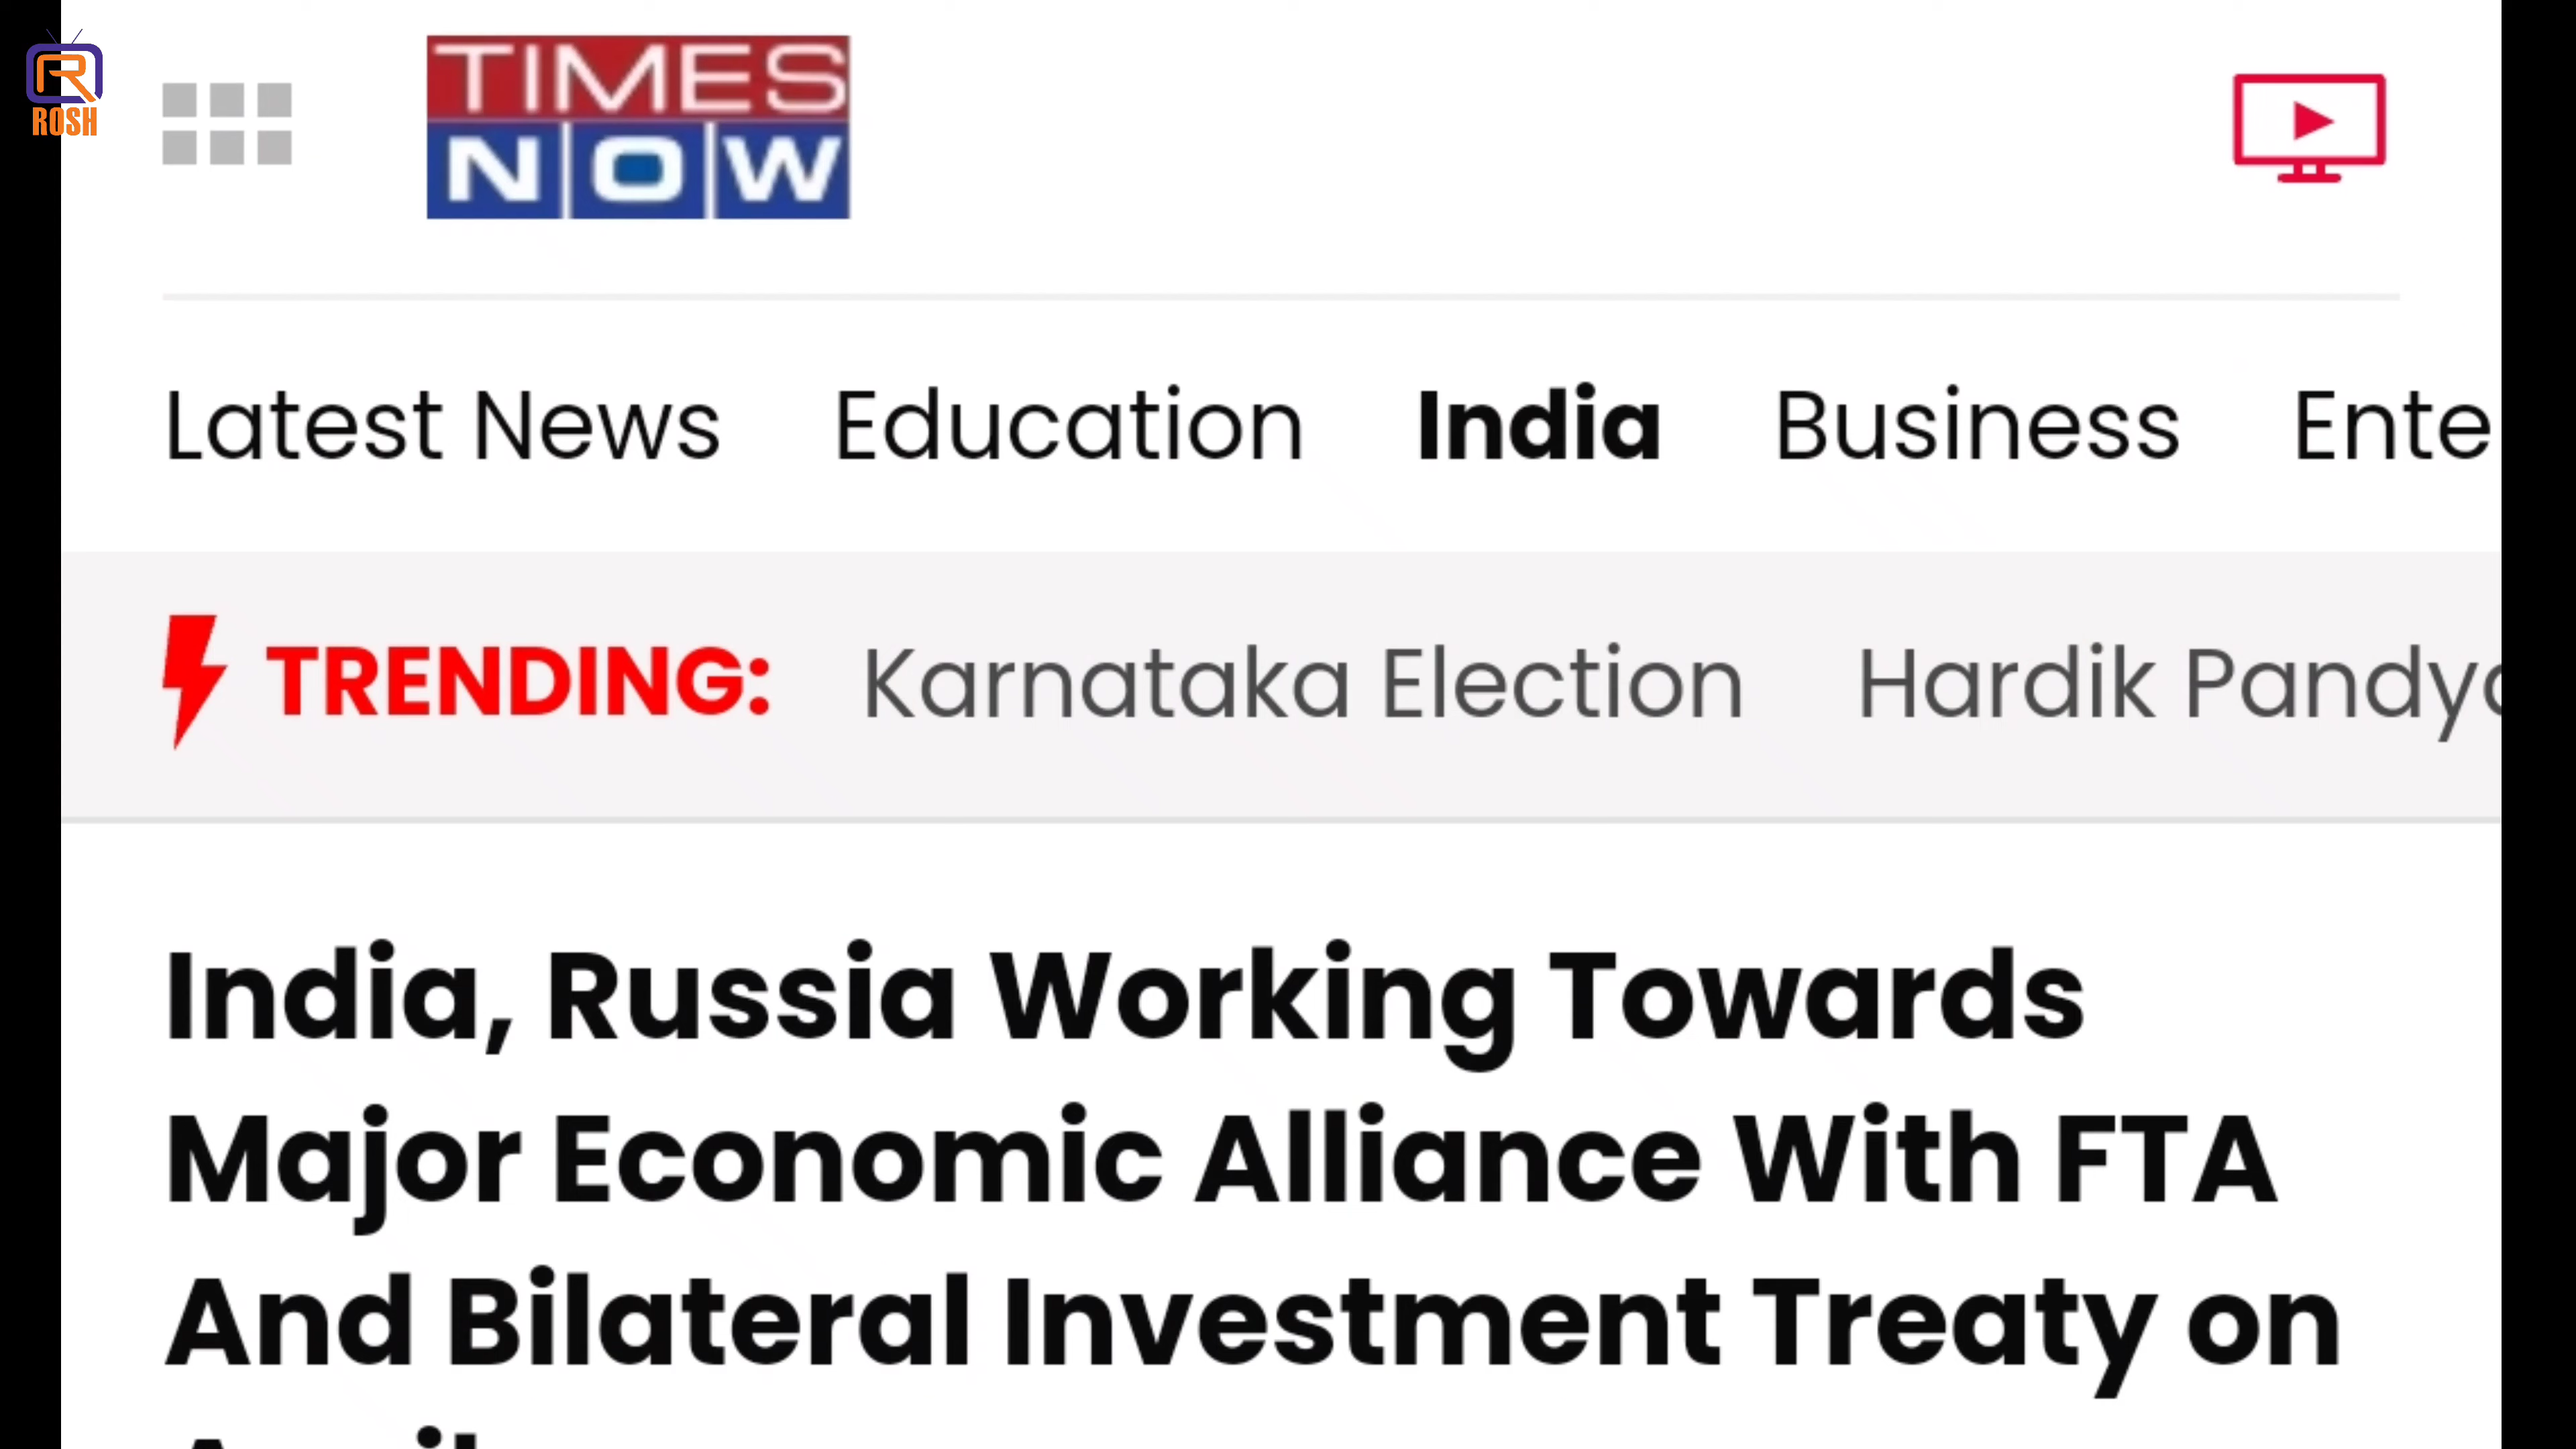 ROSH
TIMES
NOW
Latest News Education India Business Ente
TRENDING: Karnataka Election Hardik Pandya
India, Russia Working Towards
Major Economic Alliance With FTA
And Bilateral Investment Treaty on